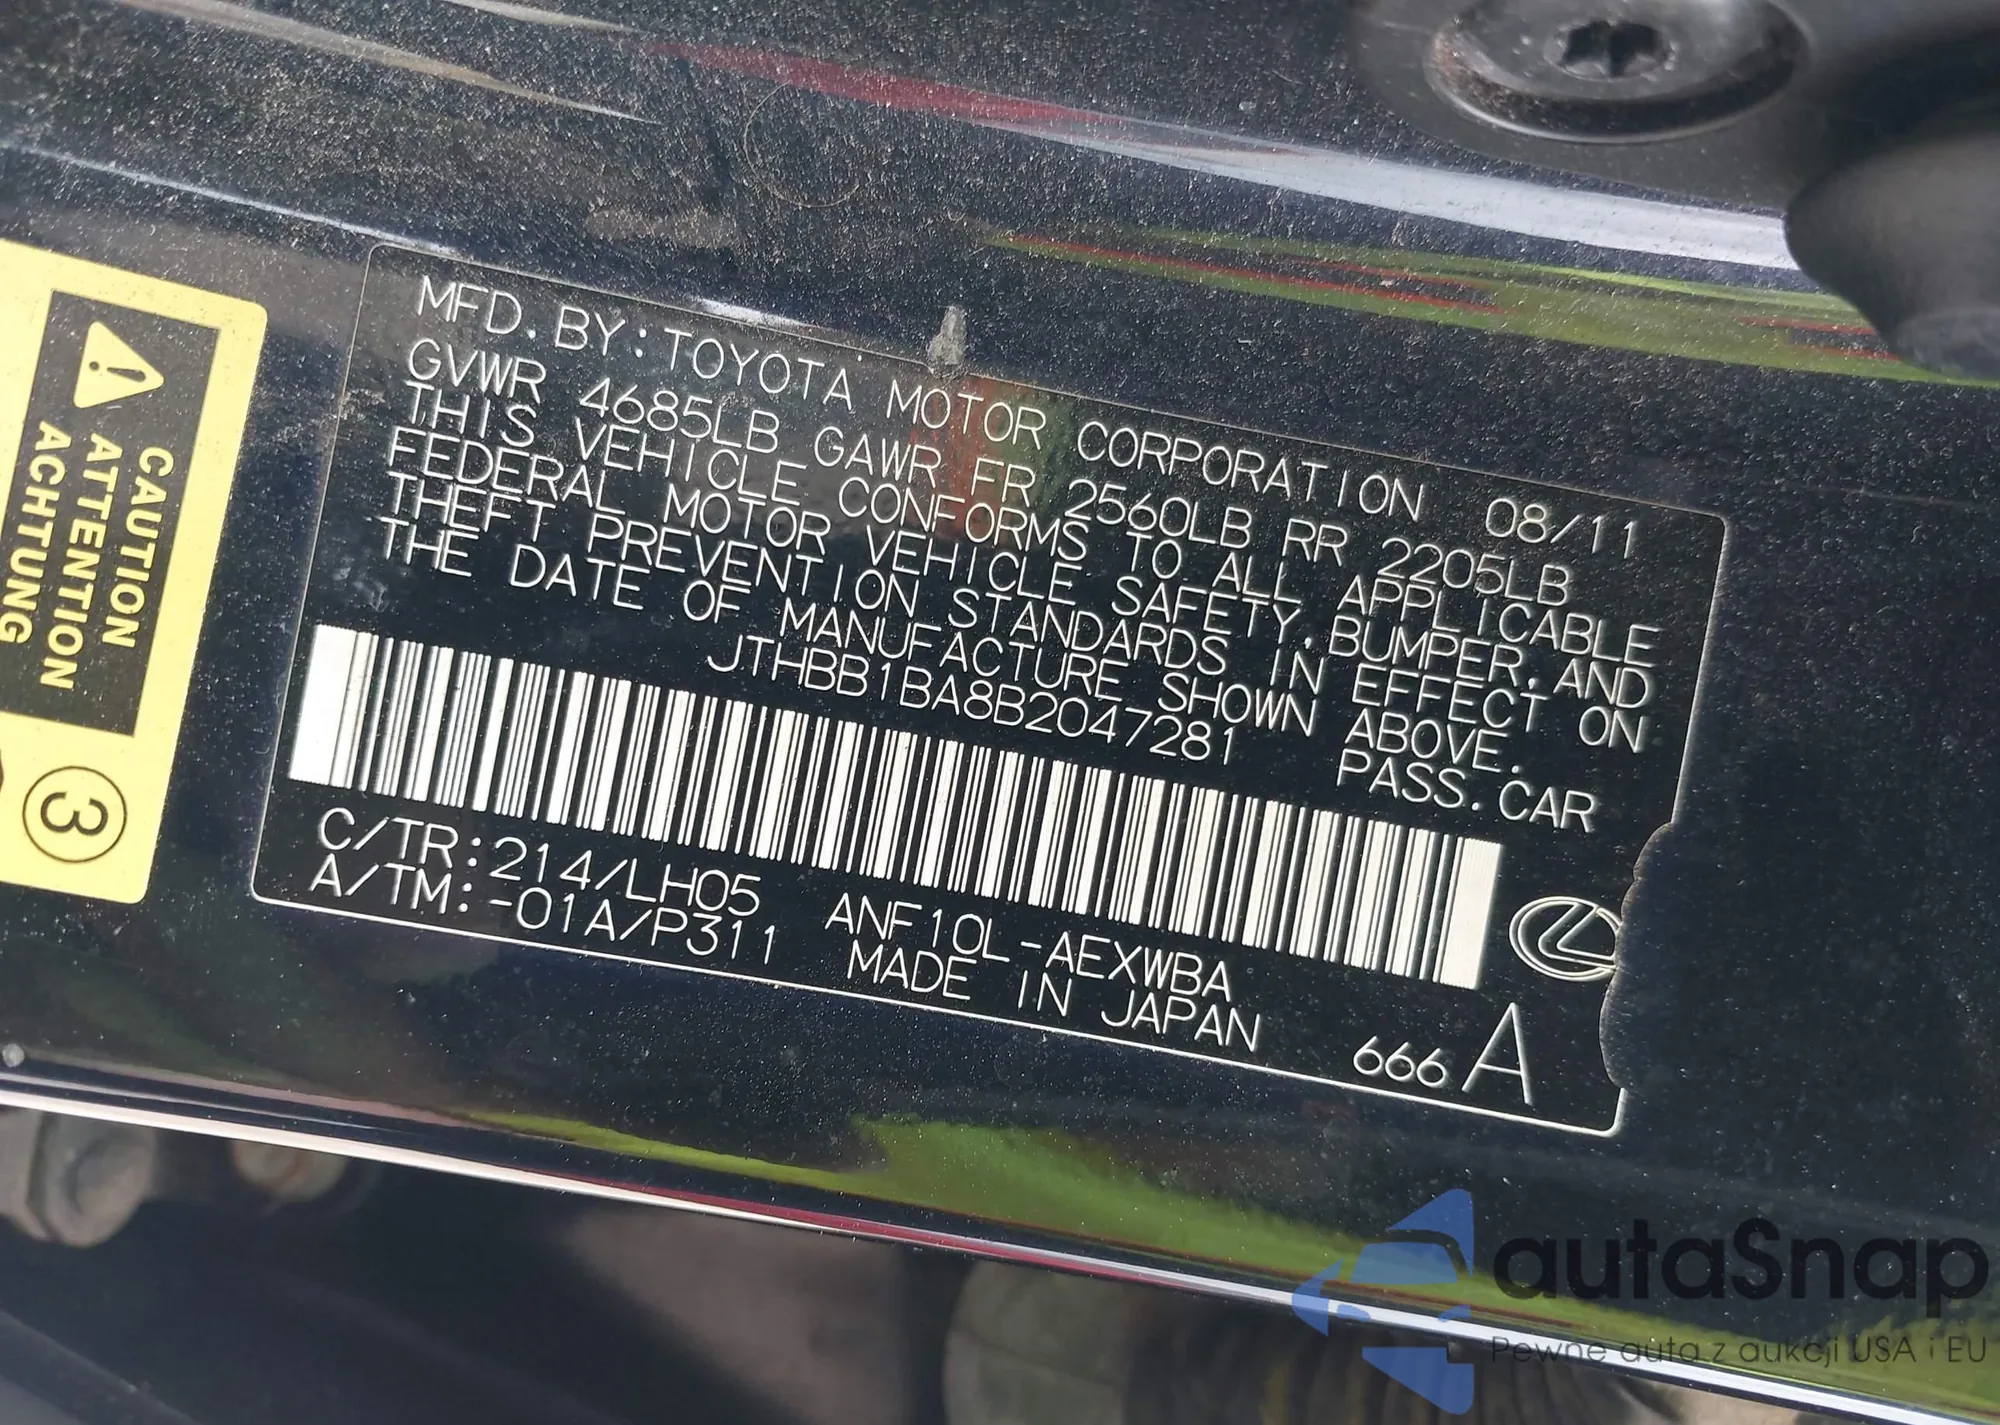 MFD. BY: TOYOTA MOTOR CORPORATION 08/11
GVWR 4685LB GAWR FR 2560LB RR 2205LB
THIS VEHICLE CONFORMS TO ALL APPLICABLE
FEDERAL MOTOR VEHICLE SAFETY, BUMPER, AND
THEFT PREVENTION STANDARDS IN EFFECT ON
THE DATE OF MANUFACTURE SHOWN ABOVE.
JTHBB1BA8B2047281 PASS. CAR
C/TR: 214/LH05 ANF10L-AEXWBA
A/TM: -01A/P311 MADE IN JAPAN 666 A
CAUTION
ATTENTION
ACHTUNG
3
autaSnap
Pewne auta z aukcji USA i EU